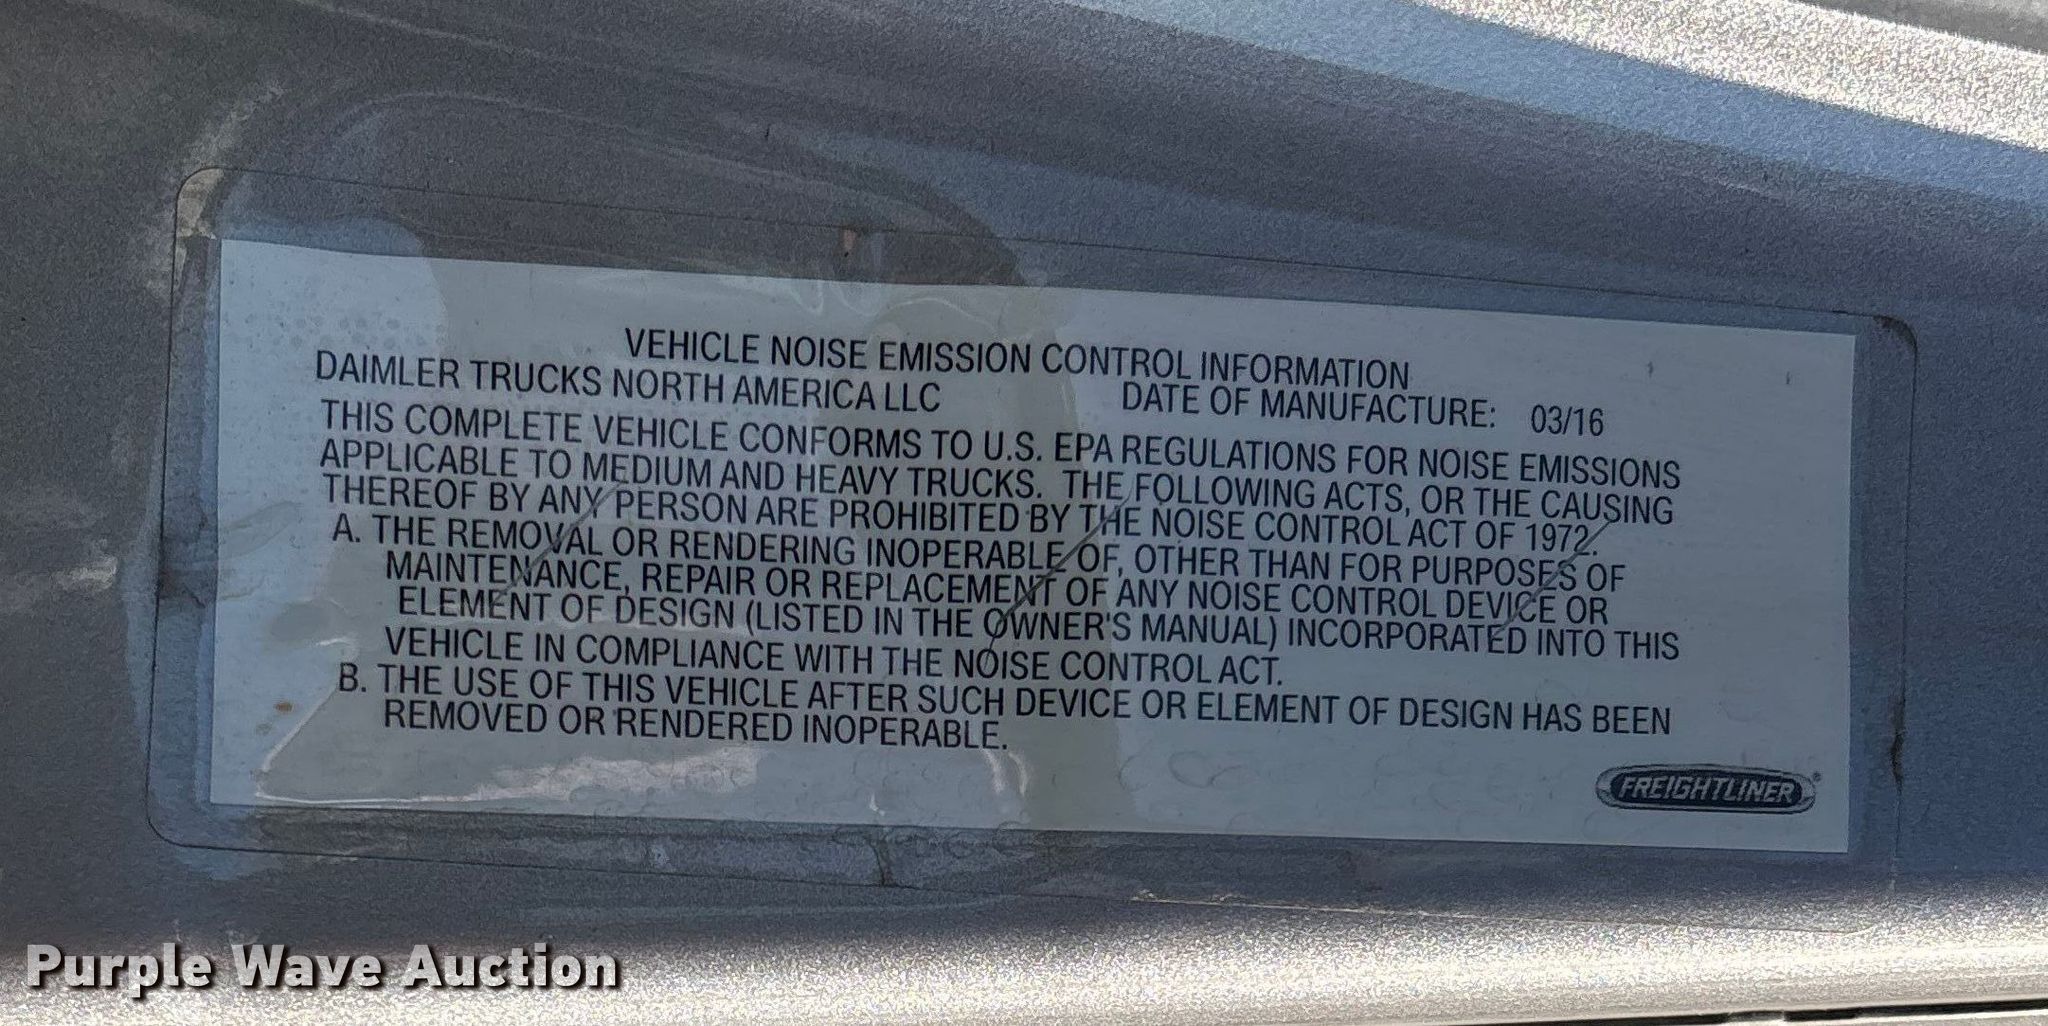 VEHICLE NOISE EMISSION CONTROL INFORMATION
DAIMLER TRUCKS NORTH AMERICA LLC DATE OF MANUFACTURE: 03/16
THIS COMPLETE VEHICLE CONFORMS TO U.S. EPA REGULATIONS FOR NOISE EMISSIONS
APPLICABLE TO MEDIUM AND HEAVY TRUCKS. THE FOLLOWING ACTS, OR THE CAUSING
THEREOF BY ANY PERSON ARE PROHIBITED BY THE NOISE CONTROL ACT OF 1972.
A. THE REMOVAL OR RENDERING INOPERABLE OF, OTHER THAN FOR PURPOSES OF
MAINTENANCE, REPAIR OR REPLACEMENT OF ANY NOISE CONTROL DEVICE OR
ELEMENT OF DESIGN (LISTED IN THE OWNER'S MANUAL) INCORPORATED INTO THIS
VEHICLE IN COMPLIANCE WITH THE NOISE CONTROL ACT.
B. THE USE OF THIS VEHICLE AFTER SUCH DEVICE OR ELEMENT OF DESIGN HAS BEEN
REMOVED OR RENDERED INOPERABLE.
FREIGHTLINER®
Purple Wave Auction